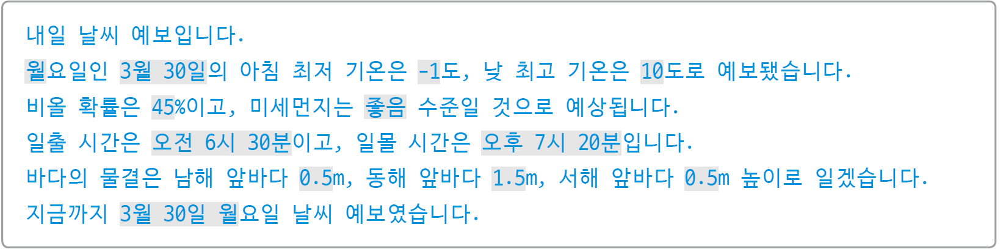 내일 날씨 예보입니다.
월요일인 3월 30일의 아침 최저 기온은 -1도, 낮 최고 기온은 10도로 예보됐습니다.
비올 확률은 45%이고, 미세먼지는 좋음 수준일 것으로 예상됩니다.
일출 시간은 오전 6시 30분이고, 일몰 시간은 오후 7시 20분입니다.
바다의 물결은 남해 앞바다 0.5m, 동해 앞바다 1.5m, 서해 앞바다 0.5m 높이로 일겠습니다.
지금까지 3월 30일 월요일 날씨 예보였습니다.